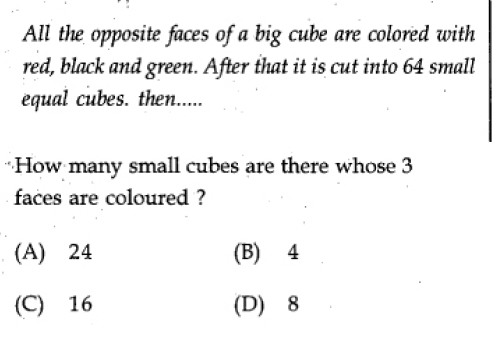 All the opposite faces of a big cube are colored with
red, black and green. After that it is cut into 64 small
equal cubes. then.....
How many small cubes are there whose 3
faces are coloured ?
(A) 24 (B) 4
(C) 16 (D) 8